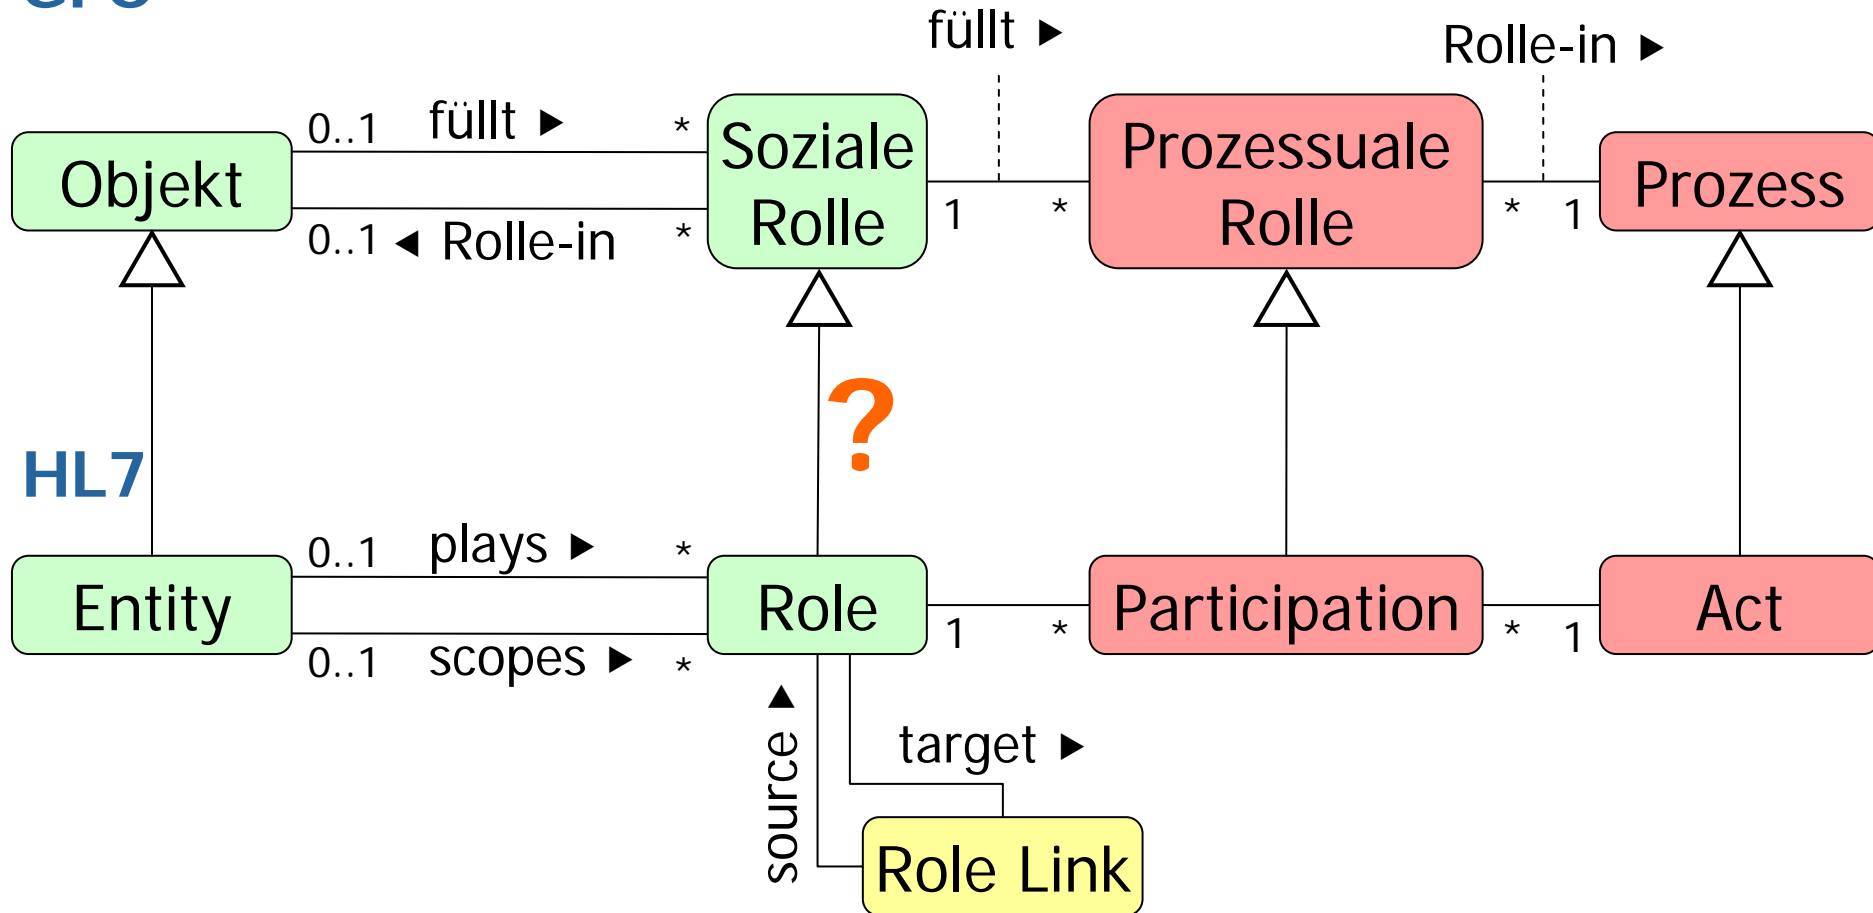 füllt ►
Rolle-in ►
0..1 füllt ► *
Objekt
Soziale
Rolle
Prozessuale
Rolle
Prozess
1 *
* 1
0..1 ◄ Rolle-in *
?
HL7
0..1 plays ► *
Entity
Role
Participation
Act
1 *
* 1
0..1 scopes ► *
source ►
target ►
Role Link